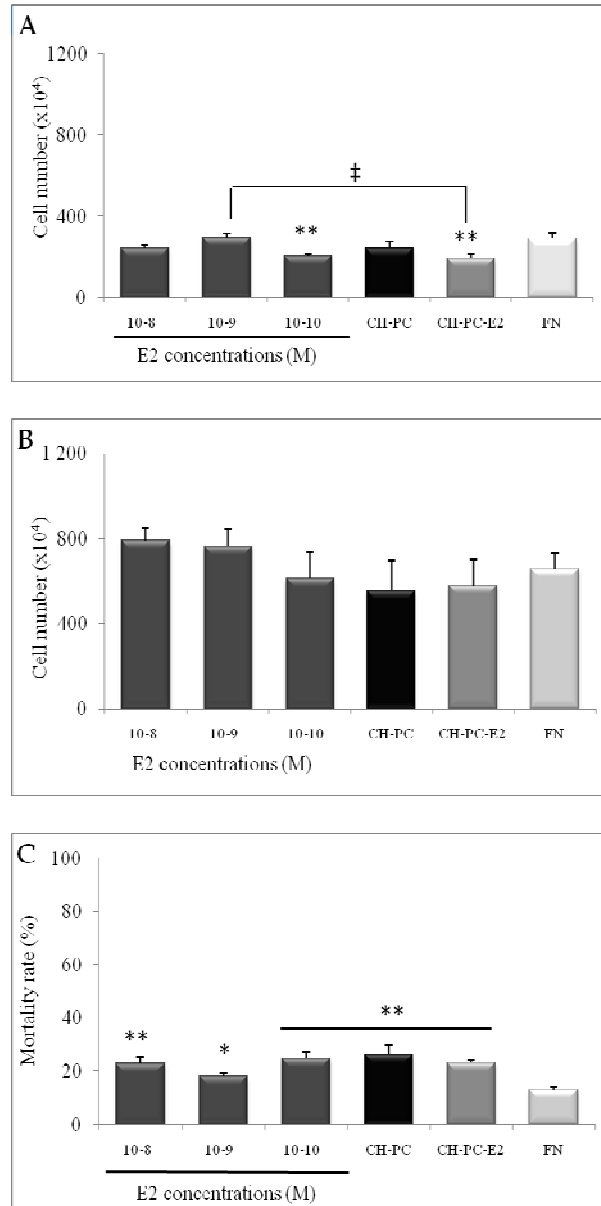 A
1200
800
400
0
Cell number (x10⁴)
‡
**
**
10-8 10-9 10-10 CH-PC CH-PC-E2 FN
E2 concentrations (M)
B
1 200
800
400
0
Cell number (x10⁴)
10-8 10-9 10-10 CH-PC CH-PC-E2 FN
E2 concentrations (M)
C
100
80
60
40
20
0
Mortality rate (%)
**
*
**
10-8 10-9 10-10 CH-PC CH-PC-E2 FN
E2 concentrations (M)